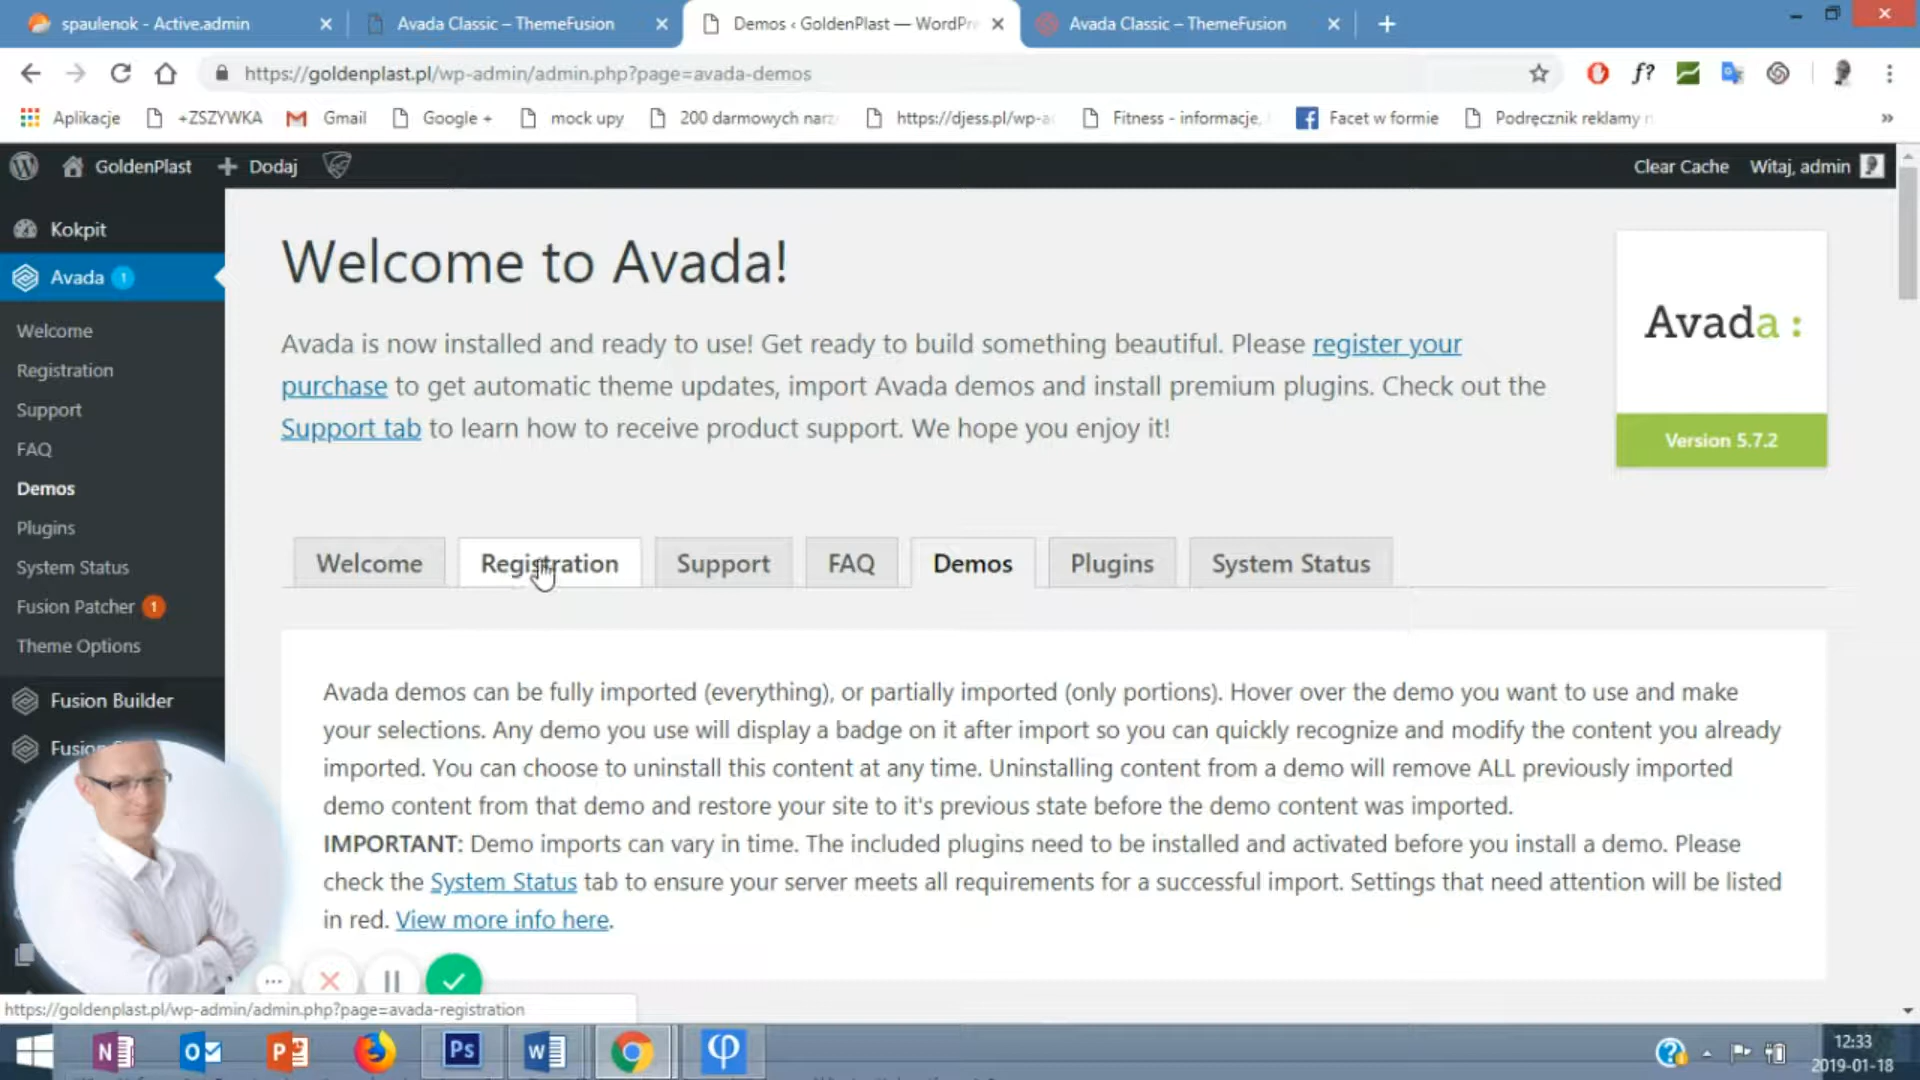 spaulenok - Active.admin
Avada Classic – ThemeFusion
Demos ‹ GoldenPlast — WordPre
Avada Classic – ThemeFusion
https://goldenplast.pl/wp-admin/admin.php?page=avada-demos
f?
Aplikacje
+ZSZYWKA
Gmail
Google +
mock upy
200 darmowych narz
https://djess.pl/wp-a
Fitness - informacje,
Facet w formie
Podręcznik reklamy
GoldenPlast
Dodaj
Clear Cache
Witaj, admin
Kokpit
Avada 1
Welcome
Registration
Support
FAQ
Demos
Plugins
System Status
Fusion Patcher 1
Theme Options
Fusion Builder
Fusion
Welcome to Avada!
Avada is now installed and ready to use! Get ready to build something beautiful. Please register your
purchase to get automatic theme updates, import Avada demos and install premium plugins. Check out the
Support tab to learn how to receive product support. We hope you enjoy it!
Avada :
Version 5.7.2
Welcome
Registration
Support
FAQ
Demos
Plugins
System Status
Avada demos can be fully imported (everything), or partially imported (only portions). Hover over the demo you want to use and make
your selections. Any demo you use will display a badge on it after import so you can quickly recognize and modify the content you already
imported. You can choose to uninstall this content at any time. Uninstalling content from a demo will remove ALL previously imported
demo content from that demo and restore your site to it's previous state before the demo content was imported.
IMPORTANT: Demo imports can vary in time. The included plugins need to be installed and activated before you install a demo. Please
check the System Status tab to ensure your server meets all requirements for a successful import. Settings that need attention will be listed
in red. View more info here.
https://goldenplast.pl/wp-admin/admin.php?page=avada-registration
Ps
12:33
2019-01-18